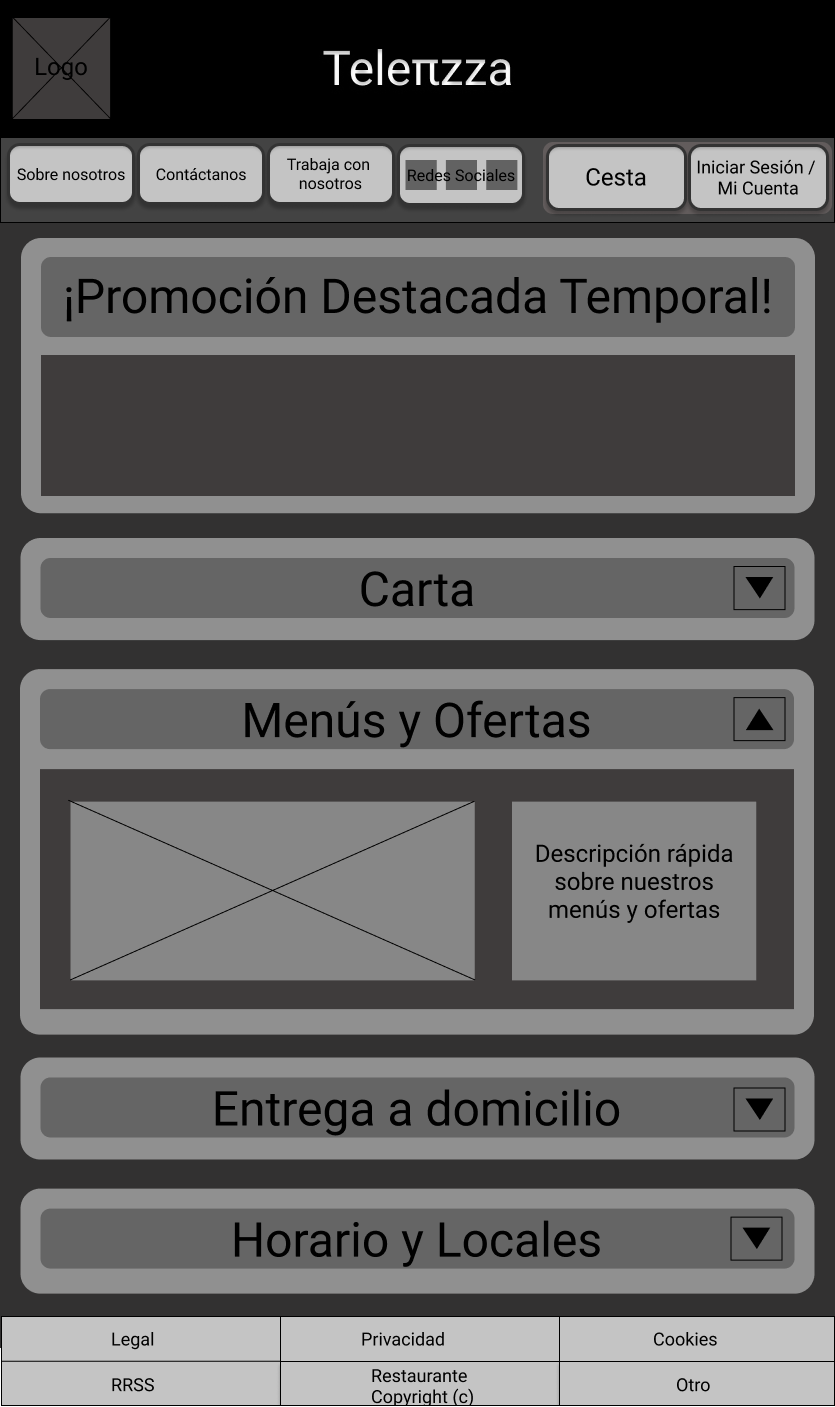 Logo
Teleπzza
Sobre nosotros
Contáctanos
Trabaja con
nosotros
Redes Sociales
Cesta
Iniciar Sesión /
Mi Cuenta
¡Promoción Destacada Temporal!
Carta
Menús y Ofertas
Descripción rápida
sobre nuestros
menús y ofertas
Entrega a domicilio
Horario y Locales
Legal
Privacidad
Cookies
RRSS
Restaurante
Copyright (c)
Otro